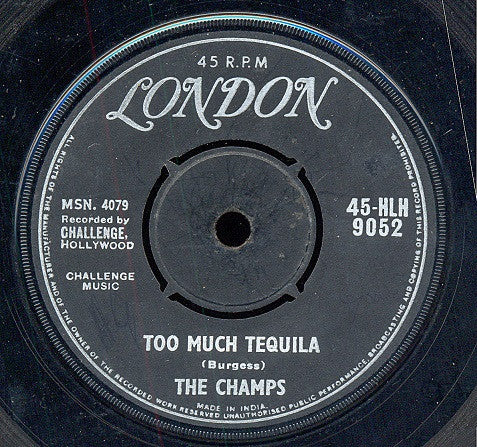 45 R.P.M
LONDON
MSN. 4079
Recorded by
CHALLENGE,
HOLLYWOOD
CHALLENGE
MUSIC
45-HLH
9052
TOO MUCH TEQUILA
(Burgess)
THE CHAMPS
MADE IN INDIA
ALL RIGHTS OF THE MANUFACTURER AND OF THE OWNER OF THE RECORDED WORK RESERVED UNAUTHORISED PUBLIC PERFORMANCE, BROADCASTING AND COPYING OF THIS RECORD PROHIBITED